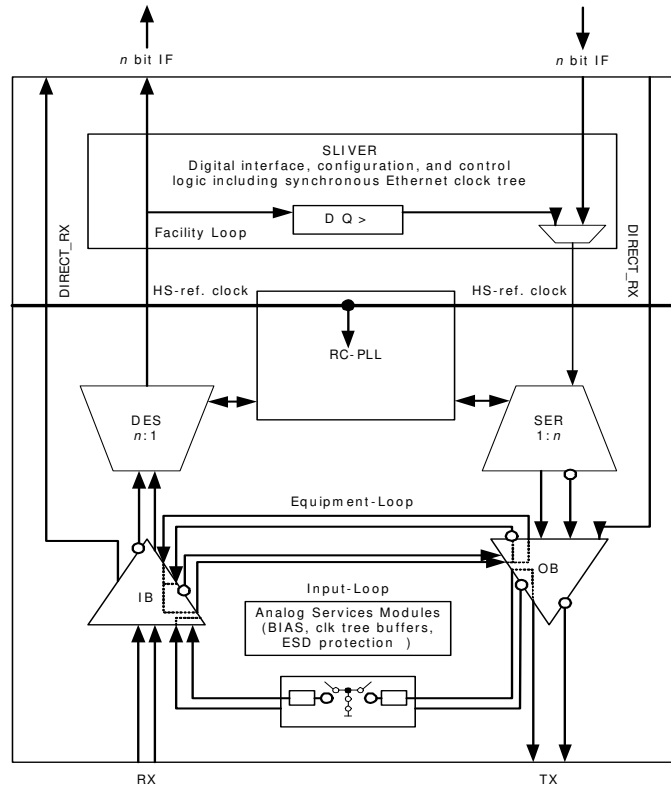 n bit IF
n bit IF
SLIVER
Digital interface, configuration, and control
logic including synchronous Ethernet clock tree
D Q >
Facility Loop
DIRECT_RX
DIRECT_RX
HS-ref. clock
HS-ref. clock
RC-PLL
DES
n:1
SER
1:n
Equipment-Loop
IB
OB
Input-Loop
Analog Services Modules
(BIAS, clk tree buffers,
ESD protection )
RX
TX